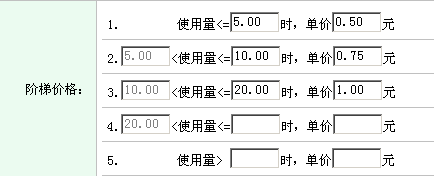 阶梯价格：
1. 使用量<=5.00时，单价0.50元
2.5.00<使用量<=10.00时，单价0.75元
3.10.00<使用量<=20.00时，单价1.00元
4.20.00<使用量<=时，单价元
5. 使用量> 时，单价元